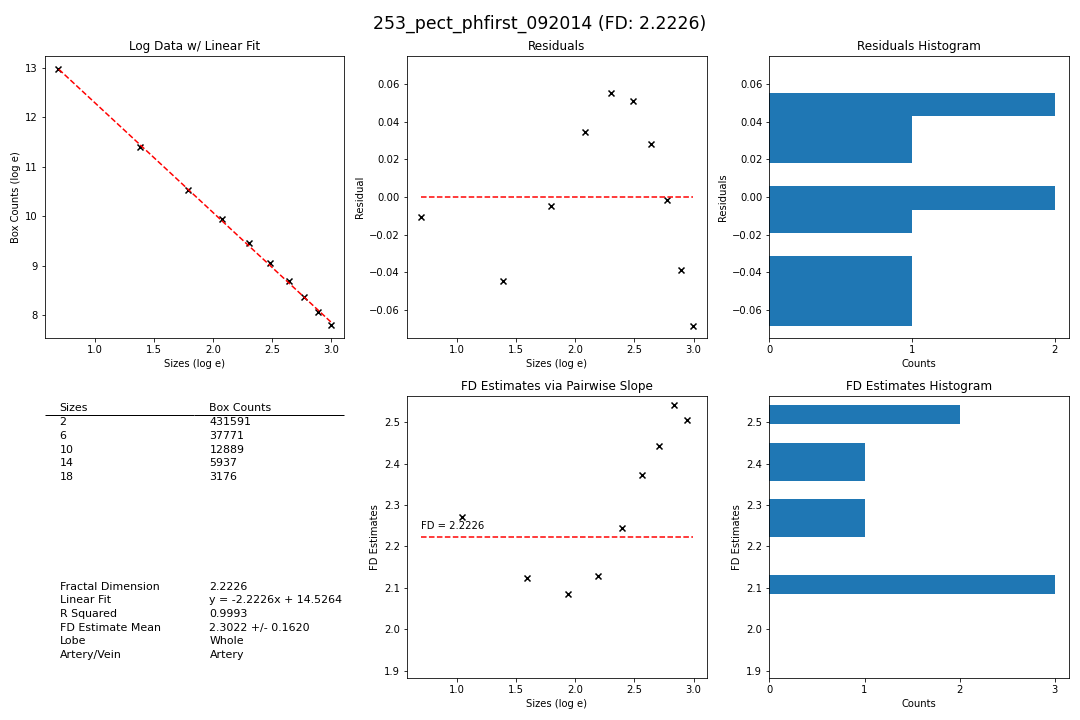 253_pect_phfirst_092014 (FD: 2.2226)
Log Data w/ Linear Fit
Box Counts (log e)
13
12
11
10
9
8
1.0 1.5 2.0 2.5 3.0
Sizes (log e)
Residuals
Residual
0.06
0.04
0.02
0.00
−0.02
−0.04
−0.06
1.0 1.5 2.0 2.5 3.0
Sizes (log e)
Residuals Histogram
Residuals
0.06
0.04
0.02
0.00
−0.02
−0.04
−0.06
0 1 2
Counts
Sizes Box Counts
2 431591
6 37771
10 12889
14 5937
18 3176
Fractal Dimension 2.2226
Linear Fit y = -2.2226x + 14.5264
R Squared 0.9993
FD Estimate Mean 2.3022 +/- 0.1620
Lobe Whole
Artery/Vein Artery
FD Estimates via Pairwise Slope
FD Estimates
2.5
2.4
2.3
2.2
2.1
2.0
1.9
FD = 2.2226
1.0 1.5 2.0 2.5 3.0
Sizes (log e)
FD Estimates Histogram
FD Estimates
2.5
2.4
2.3
2.2
2.1
2.0
1.9
0 1 2 3
Counts